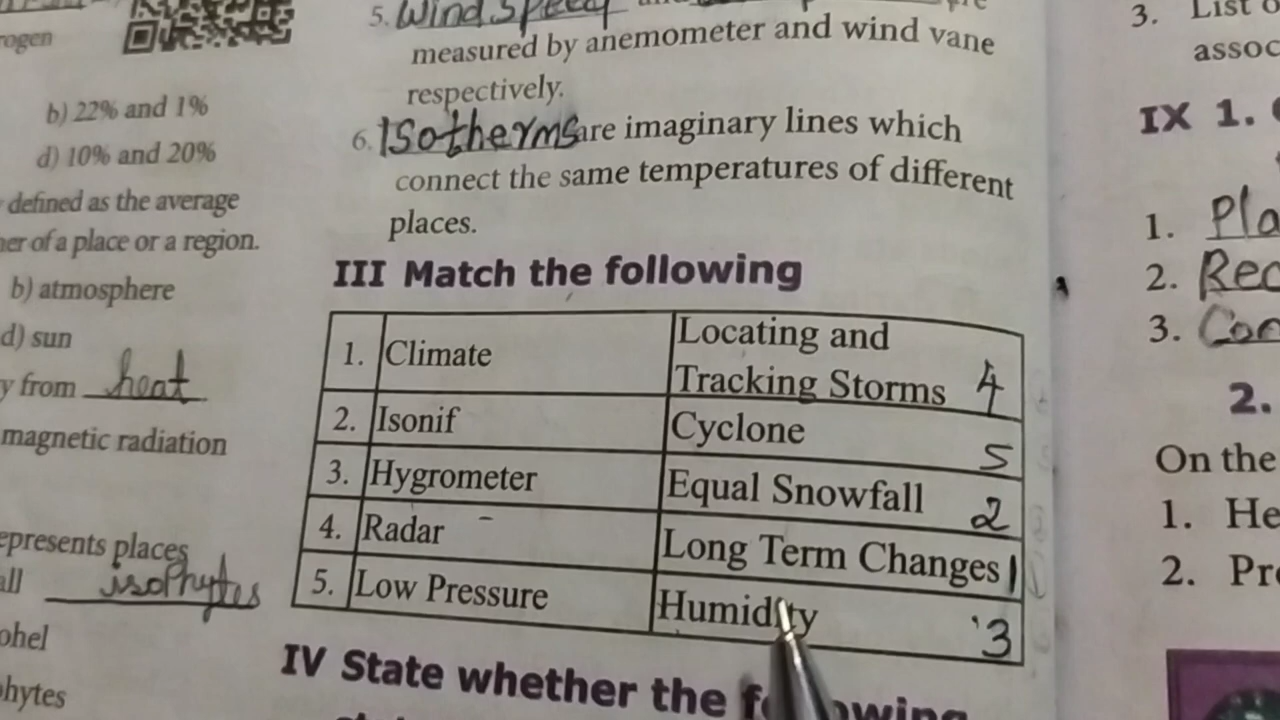 rogen
b) 22% and 1%
d) 10% and 20%
defined as the average
of a place or a region.
b) atmosphere
d) sun
from heat
magnetic radiation
places
isophytes
5. Wind Speed
measured by anemometer and wind vane
respectively.
6. Isotherms are imaginary lines which
connect the same temperatures of different
places.
III Match the following
1. Climate Locating and Tracking Storms 4
2. Isonif Cyclone 5
3. Hygrometer Equal Snowfall 2
4. Radar Long Term Changes 1
5. Low Pressure Humidity 3
IV State whether the following
3. List
assoc
IX 1.
1. Pla
2. Rec
3. Con
2.
On the
1. He
2. Pr